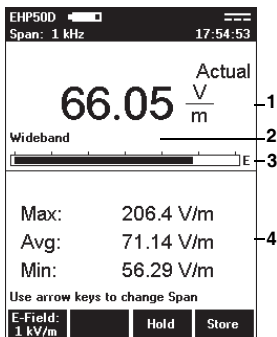 EHP50D
Span: 1 kHz 17:54:53
Actual
66.05 V/m
1
Wideband
2
E
3
Max: 206.4 V/m
Avg: 71.14 V/m
4
Min: 56.29 V/m
Use arrow keys to change Span
E-Field: 1 kV/m Hold Store